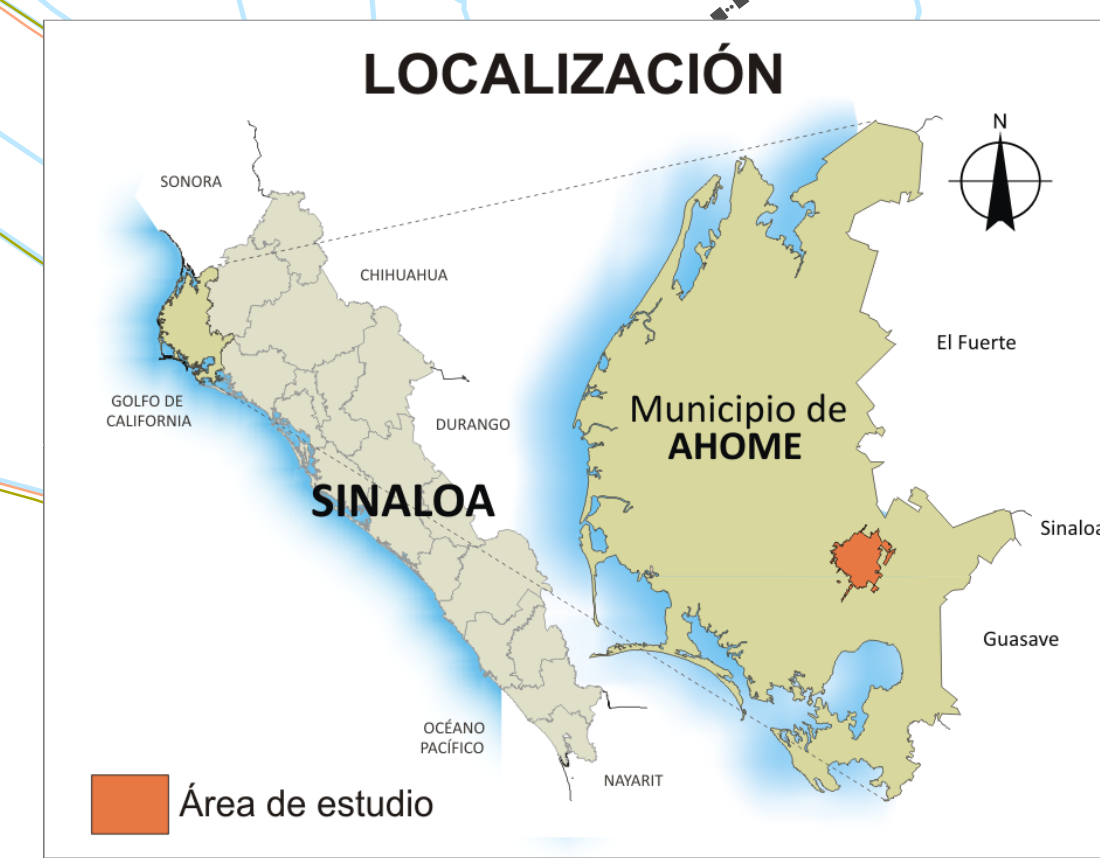 LOCALIZACIÓN
N
SONORA
CHIHUAHUA
El Fuerte
GOLFO DE
CALIFORNIA
DURANGO
Municipio de
AHOME
SINALOA
Sinaloa
Guasave
OCÉANO
PACÍFICO
NAYARIT
Área de estudio